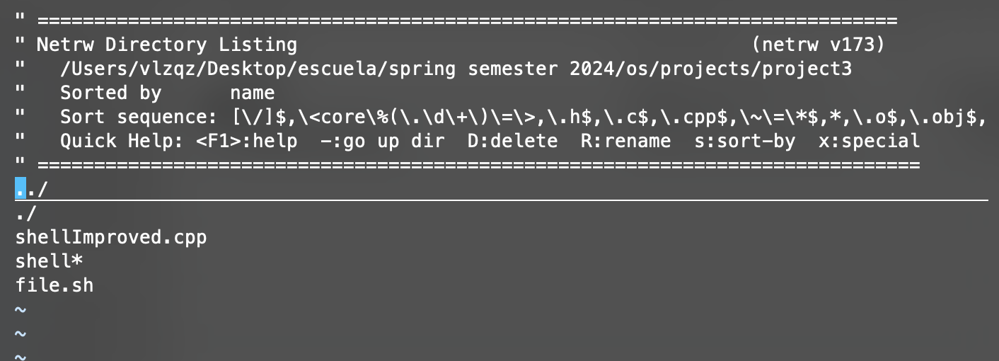 " ============================================================================
" Netrw Directory Listing                                        (netrw v173)
"   /Users/vlzqz/Desktop/escuela/spring semester 2024/os/projects/project3
"   Sorted by      name
"   Sort sequence: [\/]$,\<core\%(\.\d\+\)\=\>,\.h$,\.c$,\.cpp$,\~\=\*$,*,\.o$,\.obj$,
"   Quick Help: <F1>:help  -:go up dir  D:delete  R:rename  s:sort-by  x:special
" ==============================================================================
../
./
shellImproved.cpp
shell*
file.sh
~
~
~